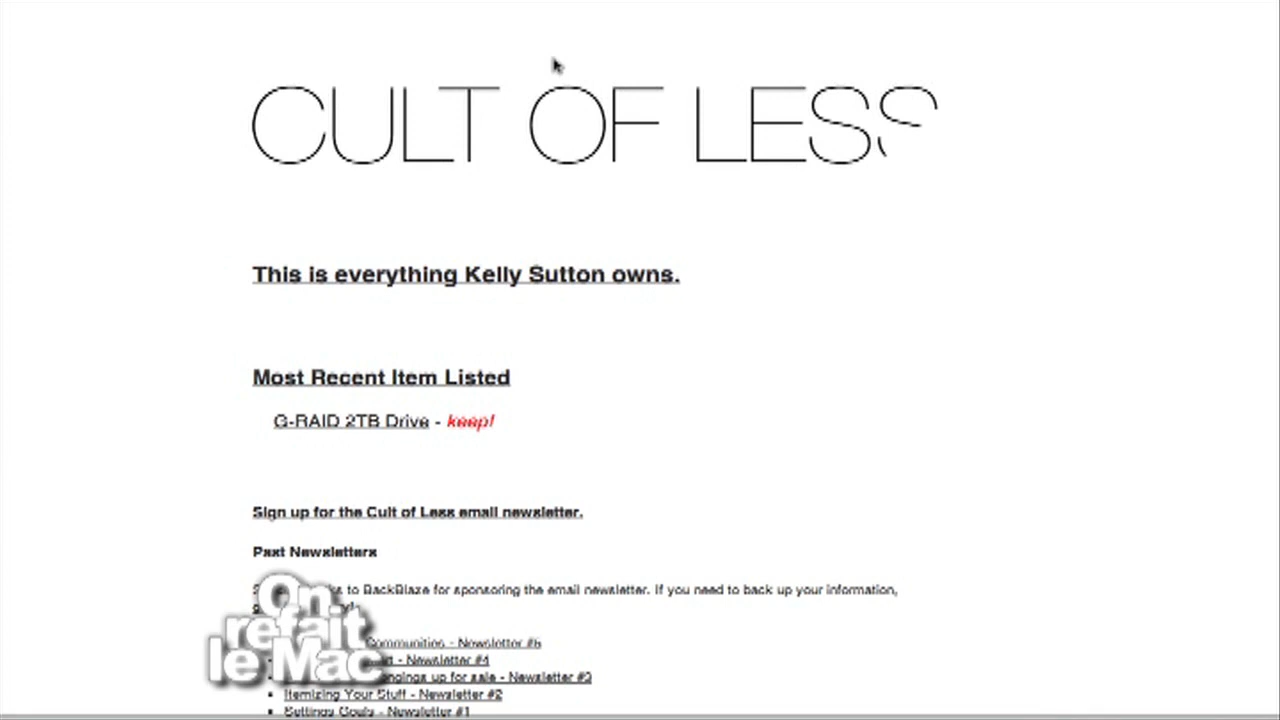 CULT OF LESS
This is everything Kelly Sutton owns.
Most Recent Item Listed
G-RAID 2TB Drive - keep!
Sign up for the Cult of Less email newsletter.
Past Newsletters
to BackBlaze for sponsoring the email newsletter. If you need to back up your information,
On
refait
le Mac
Communities - Newsletter #5
- Newsletter #4
up for sale - Newsletter #3
Itemizing Your Stuff - Newsletter #2
Settings Goals - Newsletter #1